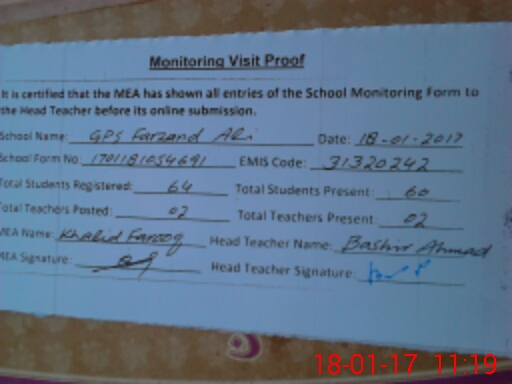 Monitoring Visit Proof
It is certified that the MEA has shown all entries of the School Monitoring Form to
the Head Teacher before its online submission.
School Name: GPS Farzand Ali Date: 18-01-2017
School Form No: 1701181054691 EMIS Code: 31320242
Total Students Registered: 64 Total Students Present: 60
Total Teachers Posted: 02 Total Teachers Present: 02
MEA Name: Khalid Farooq Head Teacher Name: Bashir Ahmad
MEA Signature: Head Teacher Signature:
18-01-17 11:19